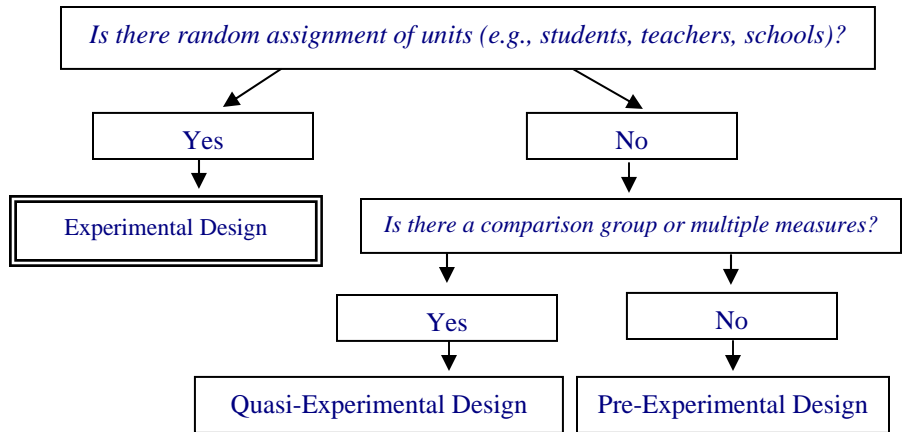 Is there random assignment of units (e.g., students, teachers, schools)?
Yes
No
Experimental Design
Is there a comparison group or multiple measures?
Yes
No
Quasi-Experimental Design
Pre-Experimental Design